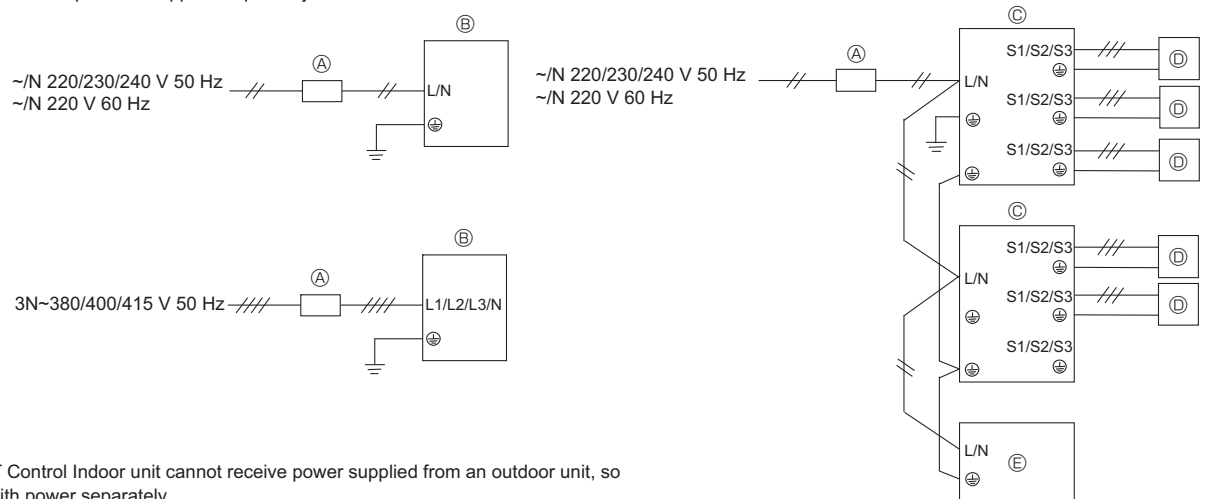 Ⓑ
Ⓐ
~/N 220/230/240 V 50 Hz
~/N 220 V 60 Hz
L/N
Ⓑ
Ⓐ
3N~380/400/415 V 50 Hz
L1/L2/L3/N
Control Indoor unit cannot receive power supplied from an outdoor unit, so
power separately.
Ⓒ
Ⓐ
~/N 220/230/240 V 50 Hz
~/N 220 V 60 Hz
L/N
S1/S2/S3
Ⓓ
S1/S2/S3
Ⓓ
S1/S2/S3
Ⓓ
Ⓒ
L/N
S1/S2/S3
Ⓓ
S1/S2/S3
Ⓓ
S1/S2/S3
L/N
Ⓔ